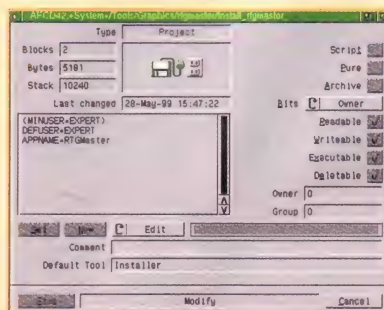 Type Project
Blocks 2
Bytes 5181
Stack 10240
Last changed 28-May-99 15:47:22
(MINUSER=EXPERT)
DEFUSER=EXPERT
APPNAME=RTGMaster
Script
Pure
Archive
Bits Owner
Readable
Writeable
Executable
Deletable
Owner 0
Group 0
Edit
Comment
Default Tool Installer
Modify
Cancel